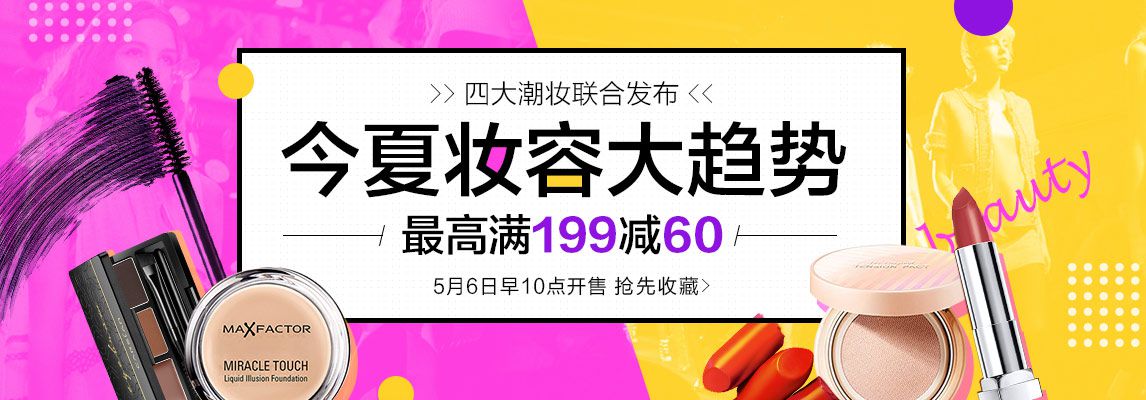 >> 四大潮妆联合发布 <<
今夏妆容大趋势
最高满199减60
5月6日早10点开售 抢先收藏>
beauty
MAXFACTOR
MIRACLE TOUCH
Liquid Illusion Foundation
TENSION PACT